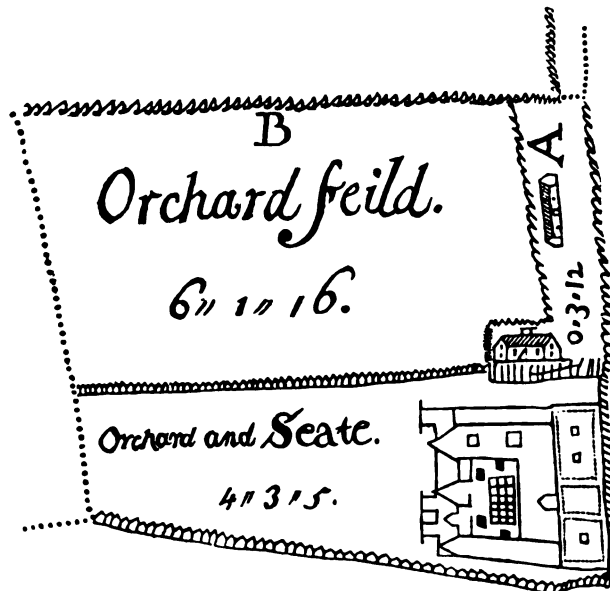 B
A
Orchard feild.
6 " 1 " 16.
0·3·12
Orchard and Seate.
4 " 3 " 5.